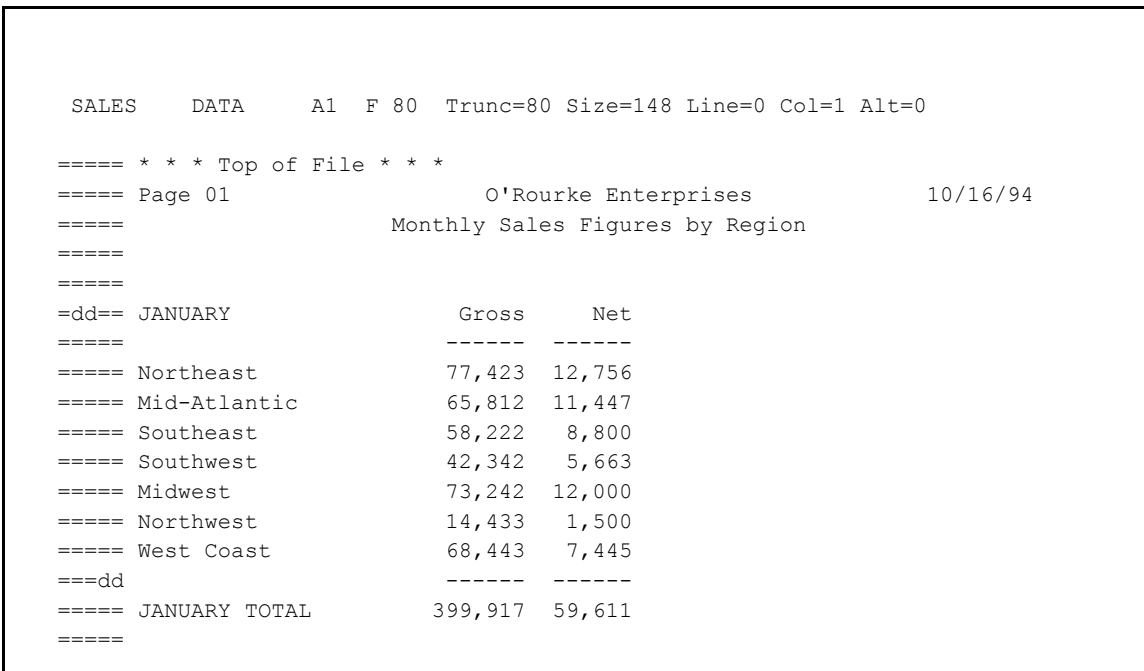 SALES    DATA     A1  F 80  Trunc=80 Size=148 Line=0 Col=1 Alt=0
===== * * * Top of File * * *
===== Page 01                   O'Rourke Enterprises             10/16/94
=====                    Monthly Sales Figures by Region
=====
=====
=dd== JANUARY                 Gross     Net
=====                        ------  ------
===== Northeast              77,423  12,756
===== Mid-Atlantic           65,812  11,447
===== Southeast              58,222   8,800
===== Southwest              42,342   5,663
===== Midwest                73,242  12,000
===== Northwest              14,433   1,500
===== West Coast             68,443   7,445
===dd                        ------  ------
===== JANUARY TOTAL         399,917  59,611
=====